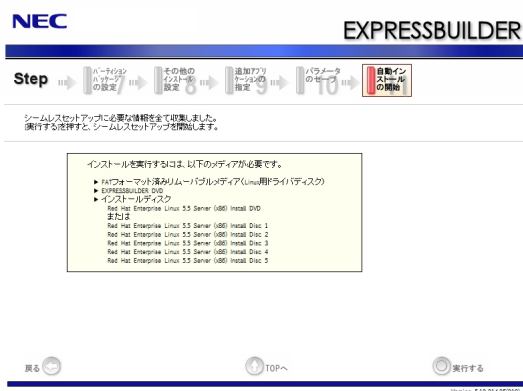 NEC
EXPRESSBUILDER
Step
パーティション
パッケージ
の設定
7
その他の
インストール
設定
8
追加アプリ
ケーションの
指定
9
パラメータ
のセーブ
10
自動イン
ストール
の開始
11
シームレスセットアップに必要な情報を全て収集しました。
[実行する]を押すと、シームレスセットアップを開始します。
インストールを実行するには、以下のメディアが必要です。
▶ FATフォーマット済みリムーバブルメディア(Linux用ドライバディスク)
▶ EXPRESSBUILDER DVD
▶ インストールディスク
Red Hat Enterprise Linux 5.5 Server (x86) Install DVD
または
Red Hat Enterprise Linux 5.5 Server (x86) Install Disc 1
Red Hat Enterprise Linux 5.5 Server (x86) Install Disc 2
Red Hat Enterprise Linux 5.5 Server (x86) Install Disc 3
Red Hat Enterprise Linux 5.5 Server (x86) Install Disc 4
Red Hat Enterprise Linux 5.5 Server (x86) Install Disc 5
戻る
TOPへ
実行する